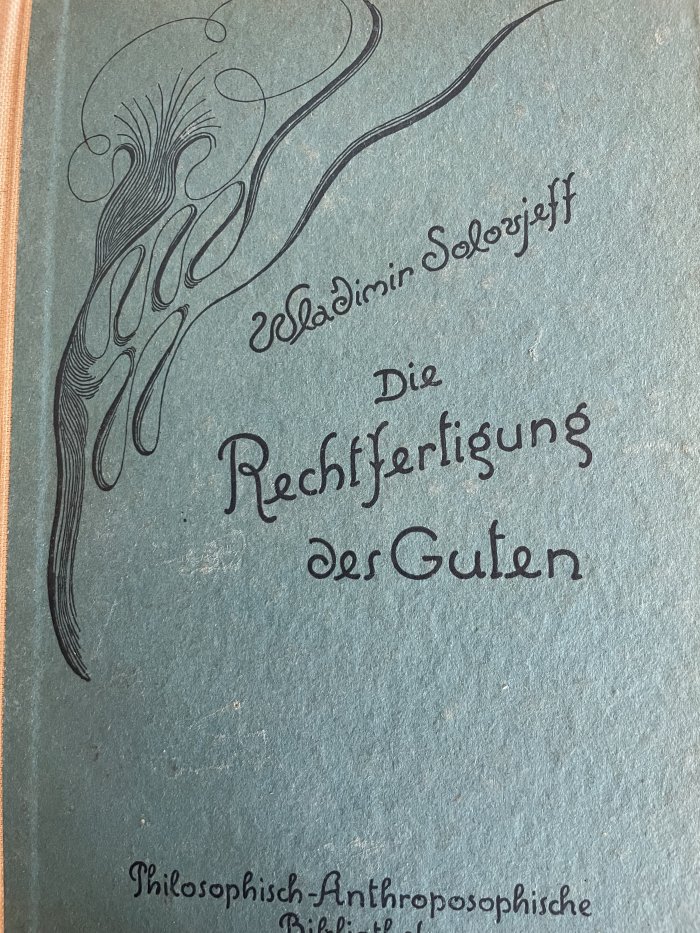 Wladimir Solovjeff
Die
Rechtfertigung
des Guten
Philosophisch-Anthroposophische